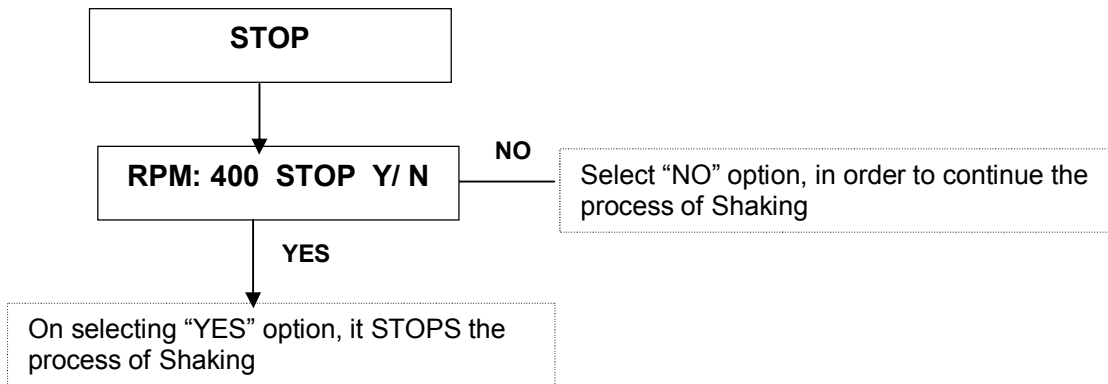 STOP
RPM: 400 STOP Y/ N
NO
Select “NO” option, in order to continue the
process of Shaking
YES
On selecting “YES” option, it STOPS the
process of Shaking